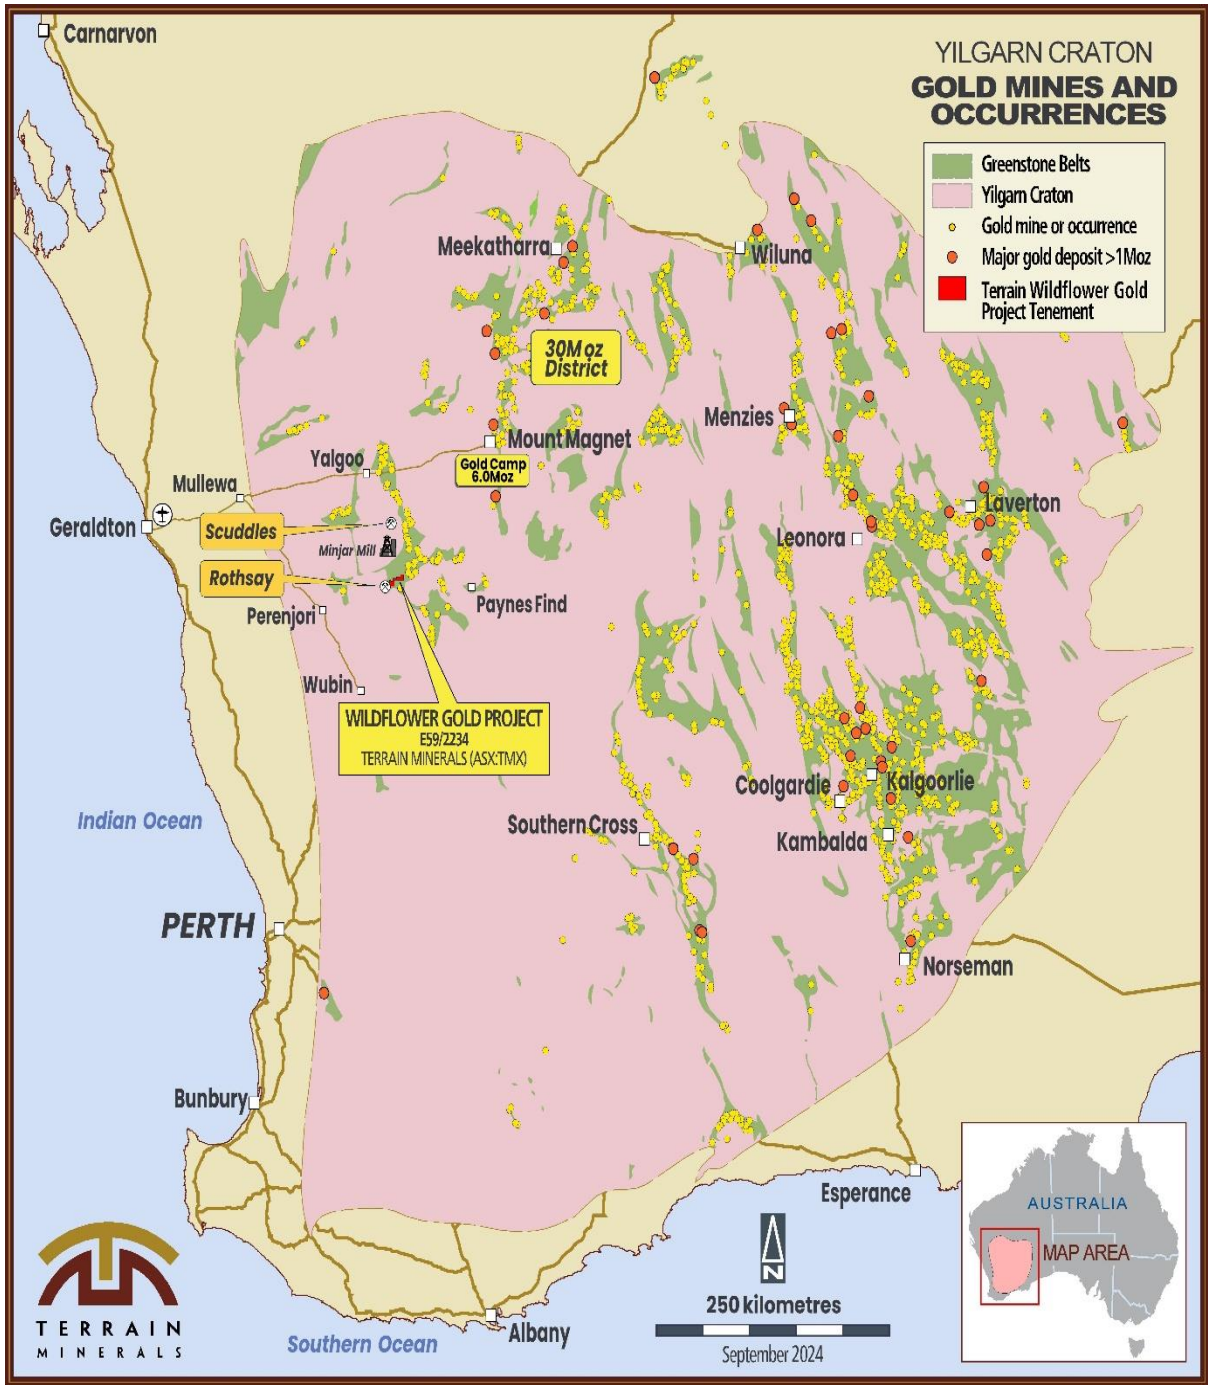 Carnarvon
YILGARN CRATON
GOLD MINES AND
OCCURRENCES
Greenstone Belts
Yilgarn Craton
Gold mine or occurrence
Major gold deposit >1Moz
Terrain Wildflower Gold
Project Tenement
Meekatharra
Wiluna
30M oz
District
Menzies
Mount Magnet
Yalgoo
Gold Camp
6.0Moz
Mullewa
Geraldton
Scuddles
Minjar Mill
Leonora
Laverton
Rothsay
Paynes Find
Perenjori
Wubin
WILDFLOWER GOLD PROJECT
E59/2234
TERRAIN MINERALS (ASX:TMX)
Coolgardie
Kalgoorlie
Indian Ocean
Southern Cross
Kambalda
PERTH
Norseman
Bunbury
Esperance
AUSTRALIA
MAP AREA
N
250 kilometres
September 2024
TERRAIN
MINERALS
Southern Ocean
Albany